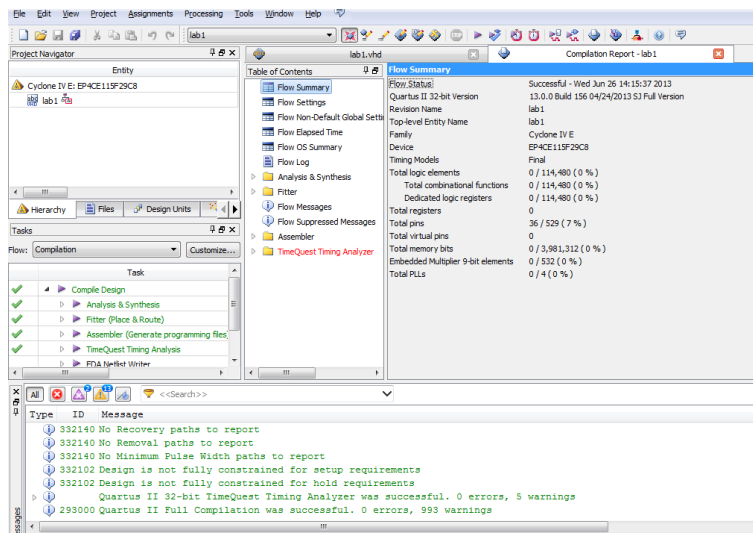 File Edit View Project Assignments Processing Tools Window Help
lab1
Project Navigator
Entity
Cyclone IV E: EP4CE115F29C8
lab1
Hierarchy Files Design Units
Tasks
Flow: Compilation Customize...
Task
Compile Design
Analysis & Synthesis
Fitter (Place & Route)
Assembler (Generate programming files)
TimeQuest Timing Analysis
EDA Netlist Writer
lab1.vhd
Compilation Report - lab1
Table of Contents
Flow Summary
Flow Settings
Flow Non-Default Global Setti
Flow Elapsed Time
Flow OS Summary
Flow Log
Analysis & Synthesis
Fitter
Flow Messages
Flow Suppressed Messages
Assembler
TimeQuest Timing Analyzer
Flow Summary
Flow Status Successful - Wed Jun 26 14:15:37 2013
Quartus II 32-bit Version 13.0.0 Build 156 04/24/2013 SJ Full Version
Revision Name lab1
Top-level Entity Name lab1
Family Cyclone IV E
Device EP4CE115F29C8
Timing Models Final
Total logic elements 0 / 114,480 ( 0 % )
Total combinational functions 0 / 114,480 ( 0 % )
Dedicated logic registers 0 / 114,480 ( 0 % )
Total registers 0
Total pins 36 / 529 ( 7 % )
Total virtual pins 0
Total memory bits 0 / 3,981,312 ( 0 % )
Embedded Multiplier 9-bit elements 0 / 532 ( 0 % )
Total PLLs 0 / 4 ( 0 % )
All 2 13 <<Search>>
Type ID Message
332140 No Recovery paths to report
332140 No Removal paths to report
332140 No Minimum Pulse Width paths to report
332102 Design is not fully constrained for setup requirements
332102 Design is not fully constrained for hold requirements
Quartus II 32-bit TimeQuest Timing Analyzer was successful. 0 errors, 5 warnings
293000 Quartus II Full Compilation was successful. 0 errors, 993 warnings